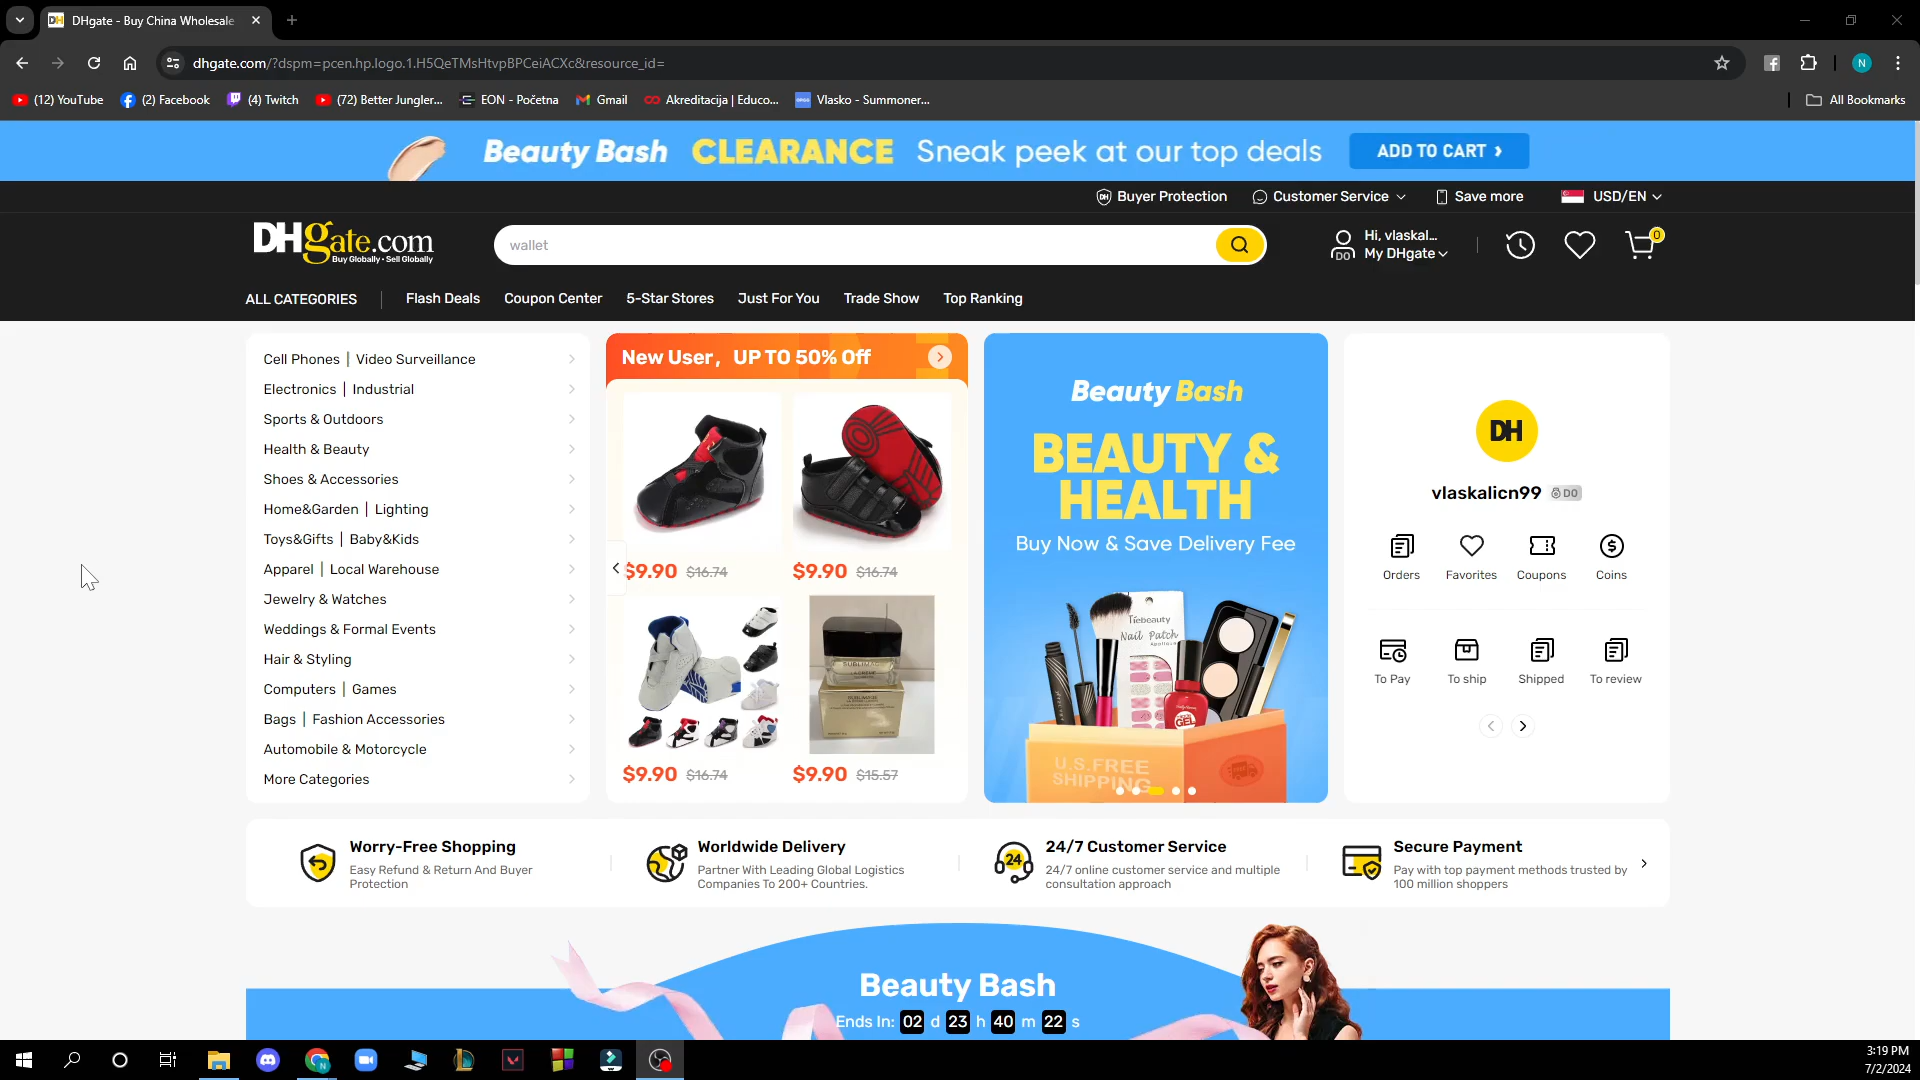 DHgate - Buy China Wholesale
dhgate.com/?dspm=pcen.hp.logo.1.H5QeTMsHtvpBPCeiACXc&resource_id=
N
(12) YouTube
(2) Facebook
(4) Twitch
(72) Better Jungler...
EON - Početna
Gmail
Akreditacija | Educo...
Vlasko - Summoner...
All Bookmarks
Beauty Bash CLEARANCE Sneak peek at our top deals
ADD TO CART
Buyer Protection
Customer Service
Save more
USD/EN
DHgate.com
Buy Globally · Sell Globally
wallet
D0
Hi, vlaskal...
My DHgate
0
ALL CATEGORIES
Flash Deals
Coupon Center
5-Star Stores
Just For You
Trade Show
Top Ranking
Cell Phones | Video Surveillance
Electronics | Industrial
Sports & Outdoors
Health & Beauty
Shoes & Accessories
Home&Garden | Lighting
Toys&Gifts | Baby&Kids
Apparel | Local Warehouse
Jewelry & Watches
Weddings & Formal Events
Hair & Styling
Computers | Games
Bags | Fashion Accessories
Automobile & Motorcycle
More Categories
New User，UP TO 50% Off
$9.90 $16.74
$9.90 $16.74
$9.90 $16.74
$9.90 $15.57
Beauty Bash
BEAUTY &
HEALTH
Buy Now & Save Delivery Fee
Nail Patch
GEL
U.S.FREE
SHIPPING
DH
vlaskalicn99
D0
Orders
Favorites
Coupons
Coins
To Pay
To ship
Shipped
To review
Worry-Free Shopping
Easy Refund & Return And Buyer
Protection
Worldwide Delivery
Partner With Leading Global Logistics
Companies To 200+ Countries.
24
24/7 Customer Service
24/7 online customer service and multiple
consultation approach
Secure Payment
Pay with top payment methods trusted by
100 million shoppers
Beauty Bash
Ends In: 02 d 23 h 40 m 22 s
3:19 PM
7/2/2024